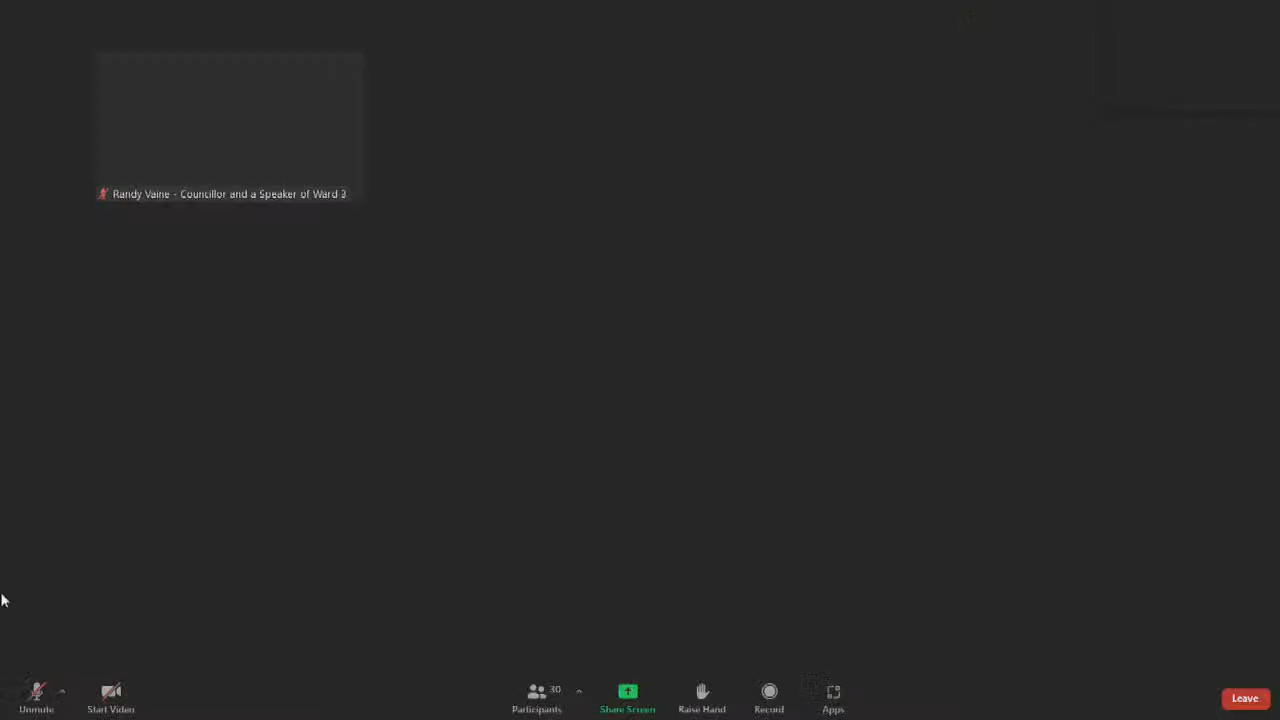 Randy Vaine - Councillor and a Speaker of Ward 3
Unmute
Start Video
30
Participants
Share Screen
Raise Hand
Record
Apps
Leave